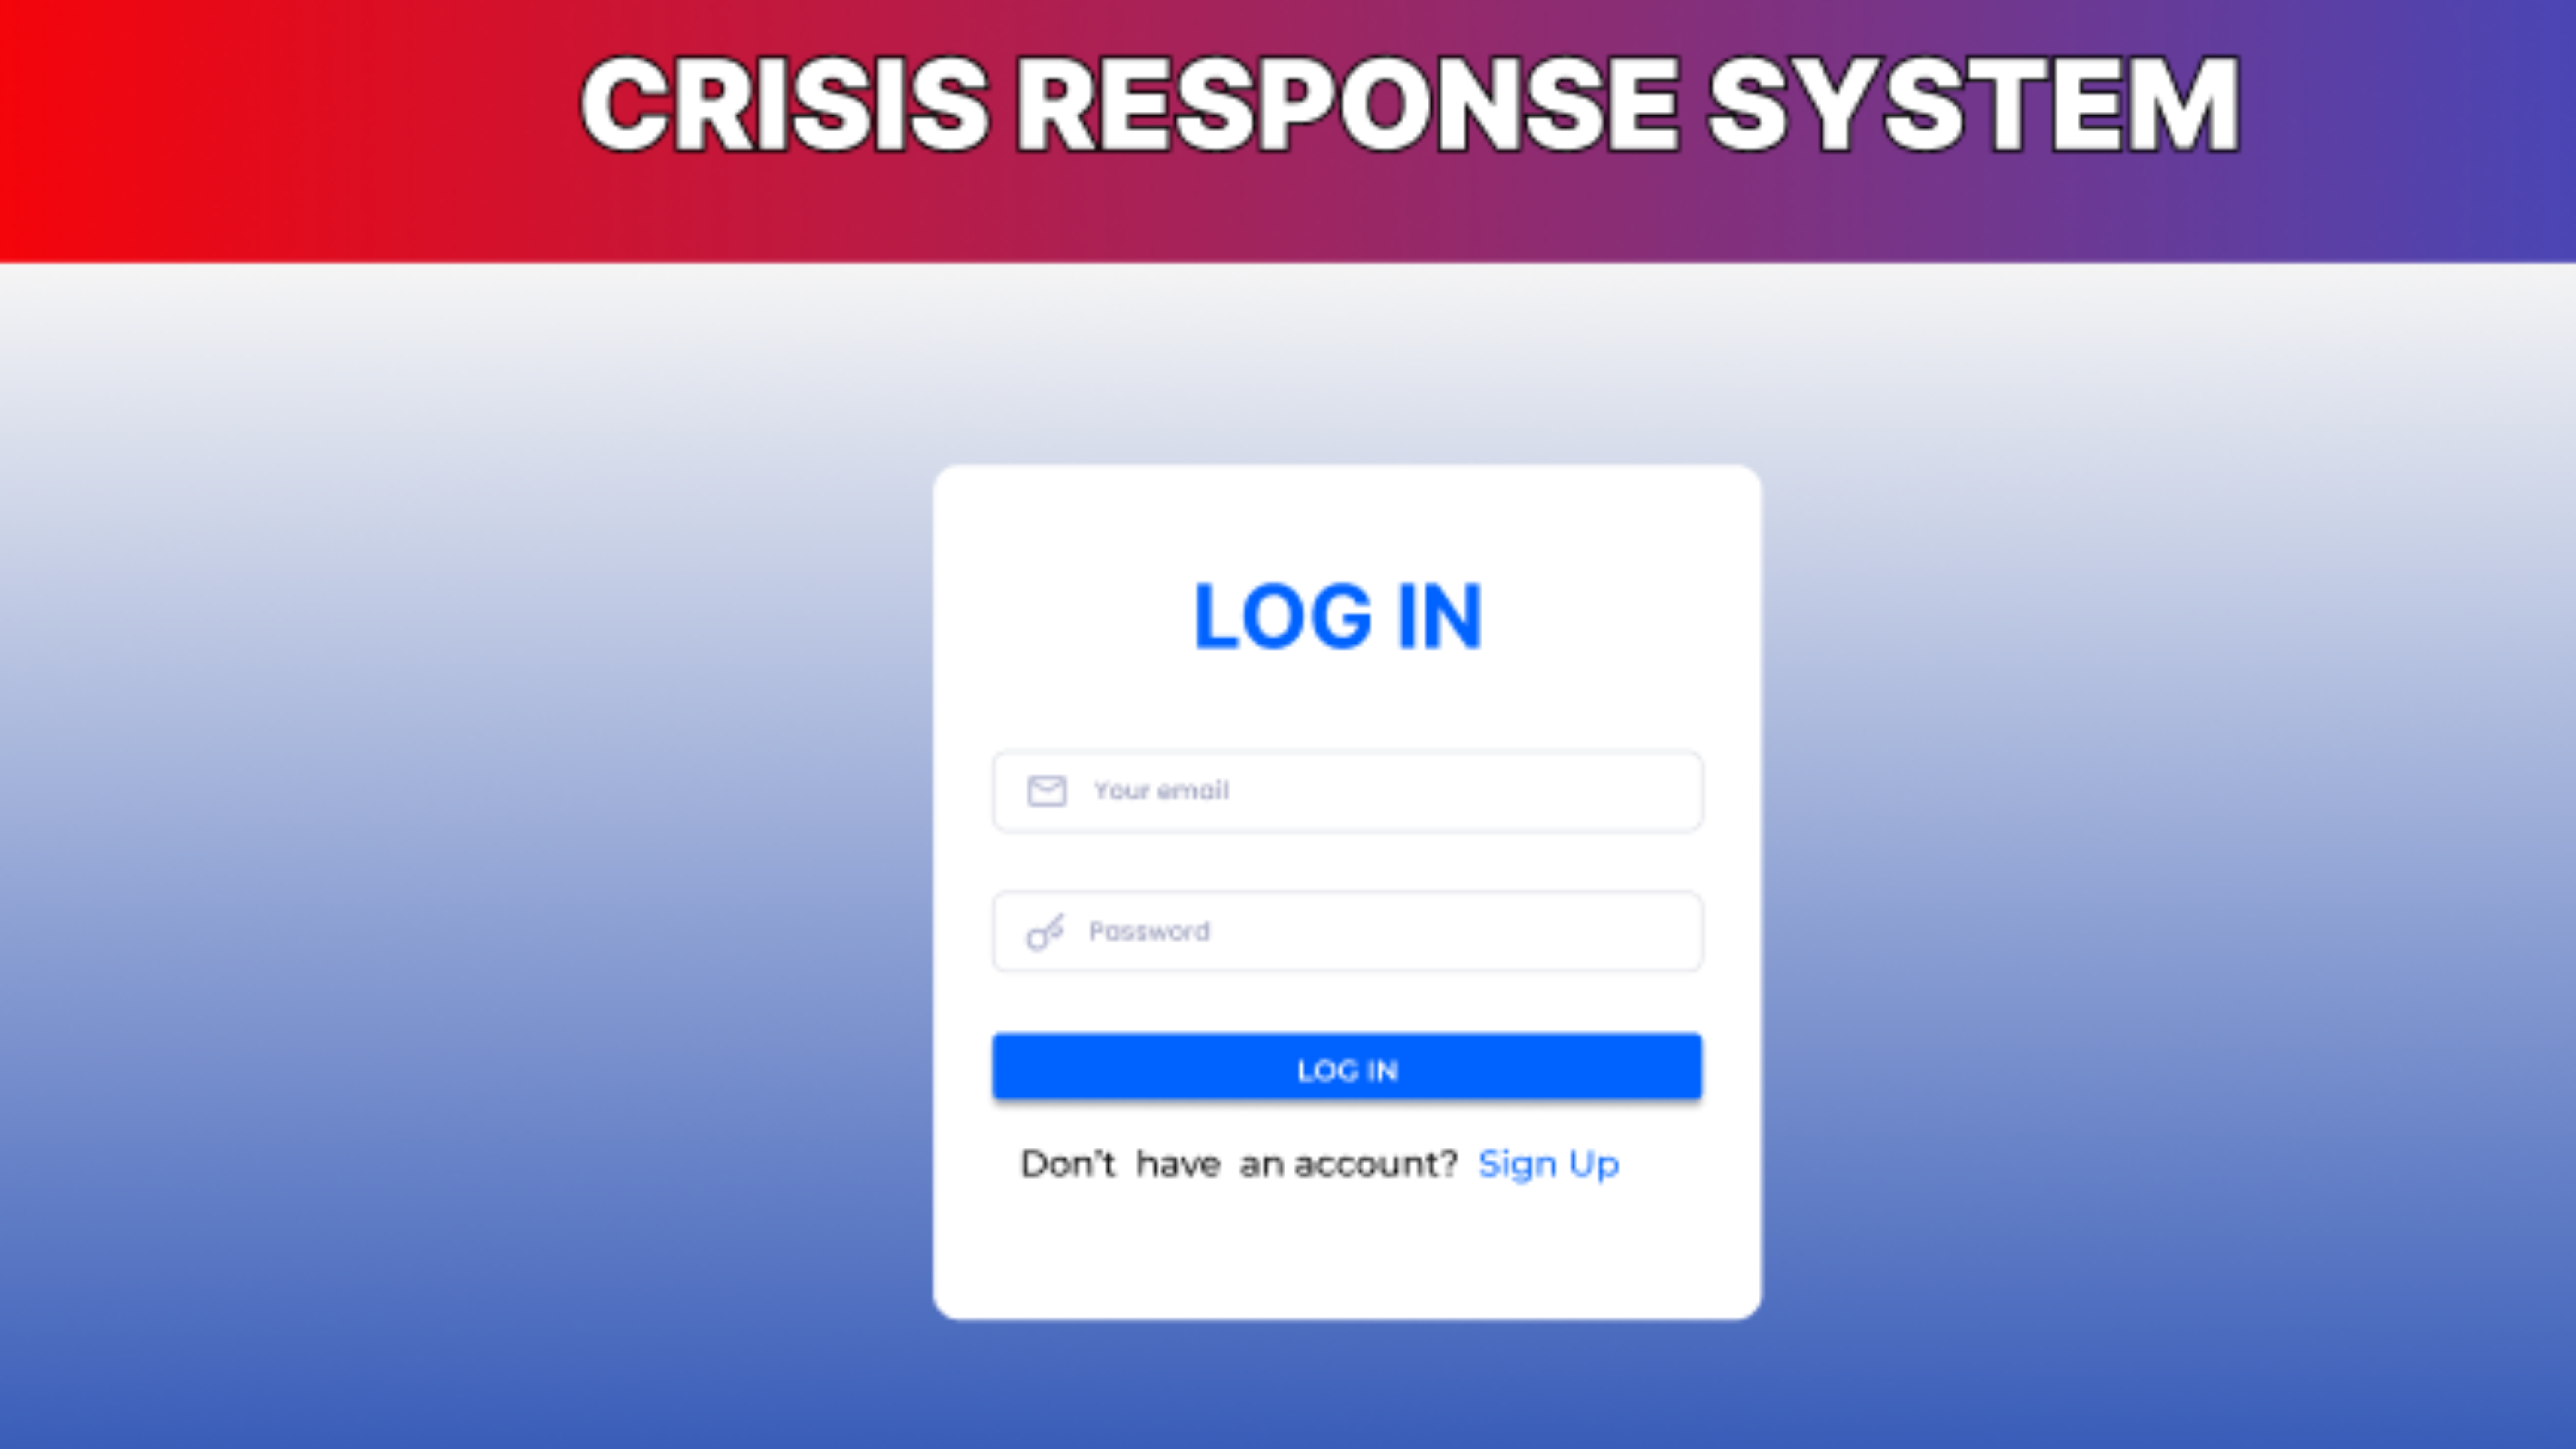 CRISIS RESPONSE SYSTEM
LOG IN
Your email
Password
LOG IN
Don't have an account? Sign Up